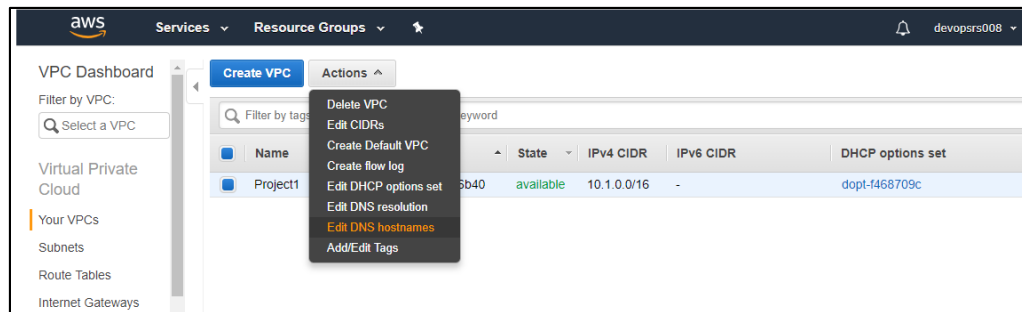 aws Services Resource Groups devopsrs008
VPC Dashboard
Filter by VPC:
Select a VPC
Virtual Private
Cloud
Your VPCs
Subnets
Route Tables
Internet Gateways
Create VPC Actions
Delete VPC
Edit CIDRs
Create Default VPC
Create flow log
Edit DHCP options set
Edit DNS resolution
Edit DNS hostnames
Add/Edit Tags
Filter by tags eyword
Name State IPv4 CIDR IPv6 CIDR DHCP options set
Project1 6b40 available 10.1.0.0/16 - dopt-f468709c